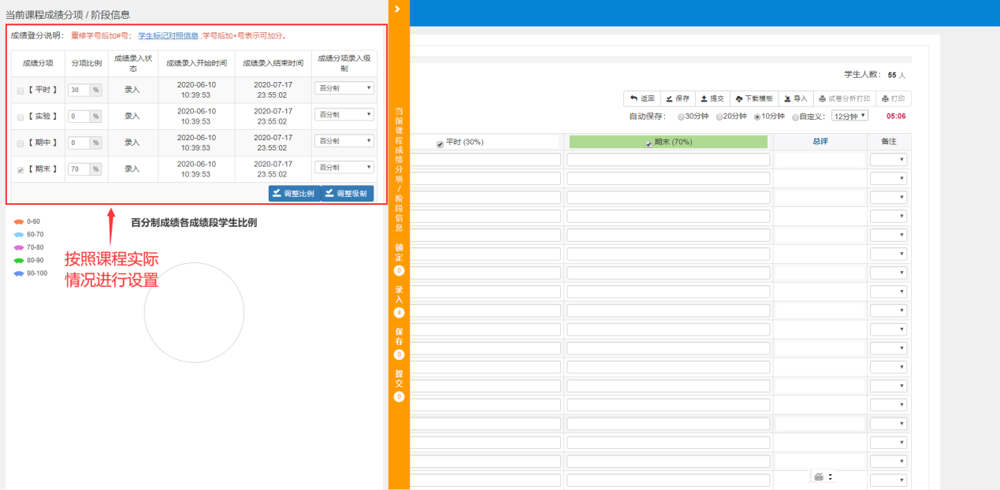 当前课程成绩分项 / 阶段信息
成绩登分说明： 重修学号后加#号； 学生标记对照信息 ;学号后加+号表示可加分。
成绩分项 分项比例 成绩录入状态 成绩录入开始时间 成绩录入结束时间 成绩分项录入级制
【 平时 】 30 % 录入 2020-06-10 10:39:53 2020-07-17 23:55:02 百分制
【 实验 】 0 % 录入 2020-06-10 10:39:53 2020-07-17 23:55:02 百分制
【 期中 】 0 % 录入 2020-06-10 10:39:53 2020-07-17 23:55:02 百分制
【 期末 】 70 % 录入 2020-06-10 10:39:53 2020-07-17 23:55:02 百分制
调整比例 调整级制
百分制成绩各成绩段学生比例
0-60
60-70
70-80
80-90
90-100
按照课程实际
情况进行设置
当前课程成绩分项/阶段信息
锁定 0
录入 4
保存 0
提交 0
学生人数： 55 人
返回 保存 提交 下载模板 导入 试卷分析打印 打印
自动保存： 30分钟 20分钟 10分钟 自定义： 12分钟 05:06
平时 (30%) 期末 (70%) 总评 备注